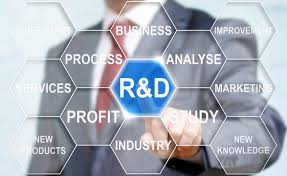 BUSINESS
IMPROVEMENT
PROCESS
ANALYSE
SERVICES
R&D
MARKETING
PROFIT
STUDY
NEW
PRODUCTS
INDUSTRY
NEW
KNOWLEDGE